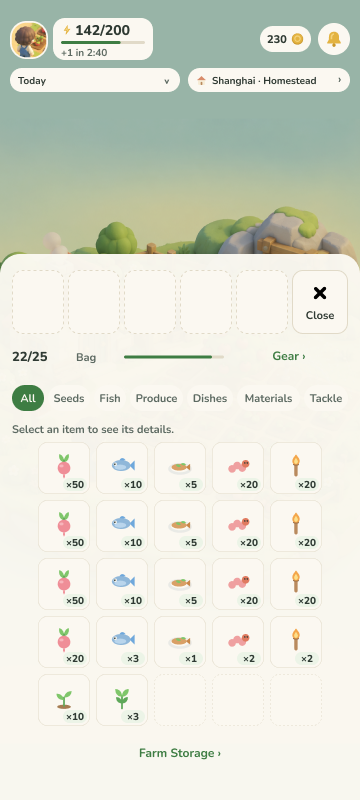 142/200
+1 in 2:40
230
Today
Shanghai · Homestead ›
Close
22/25 Bag Gear ›
All Seeds Fish Produce Dishes Materials Tackle
Select an item to see its details.
×50 ×10 ×5 ×20 ×20
×50 ×10 ×5 ×20 ×20
×50 ×10 ×5 ×20 ×20
×20 ×3 ×1 ×2 ×2
×10 ×3
Farm Storage ›